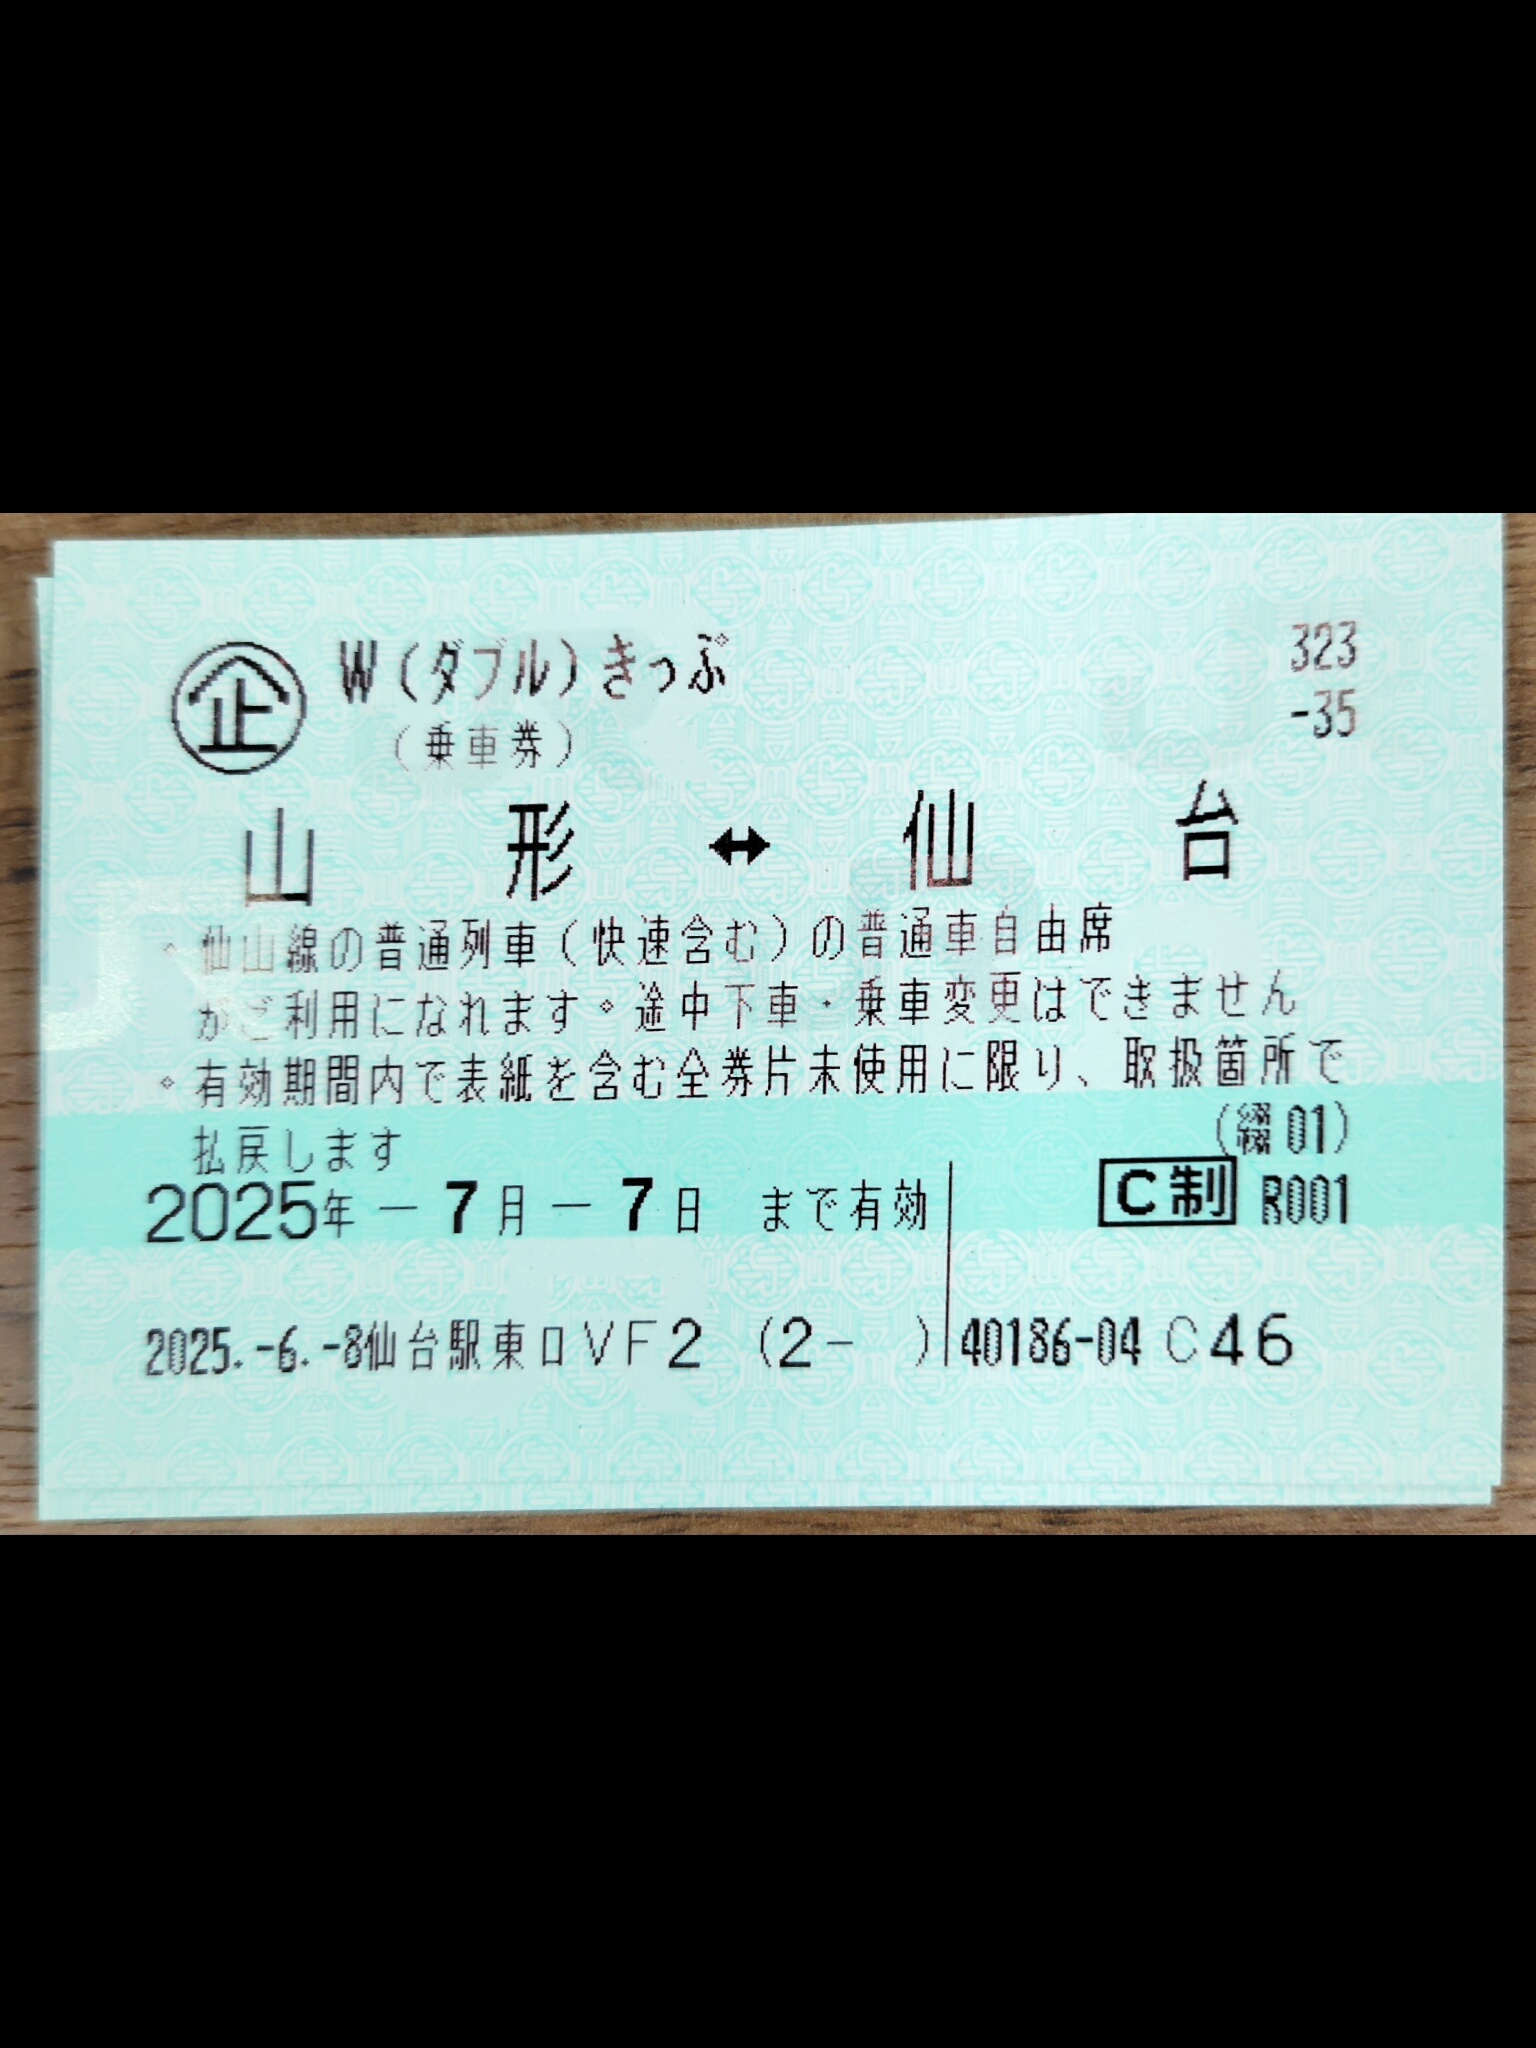 企 W(ダブル)きっぷ 323
(乗車券) -35
山形↔仙台
◦仙山線の普通列車(快速含む)の普通車自由席
がご利用になれます。途中下車・乗車変更はできません
◦有効期間内で表紙を含む全券片未使用に限り、取扱箇所で
払戻します (綴01)
2025年-7月-7日 まで有効 C制 R001
2025.-6.-8仙台駅東口VF2 (2- ) 40186-04 C46